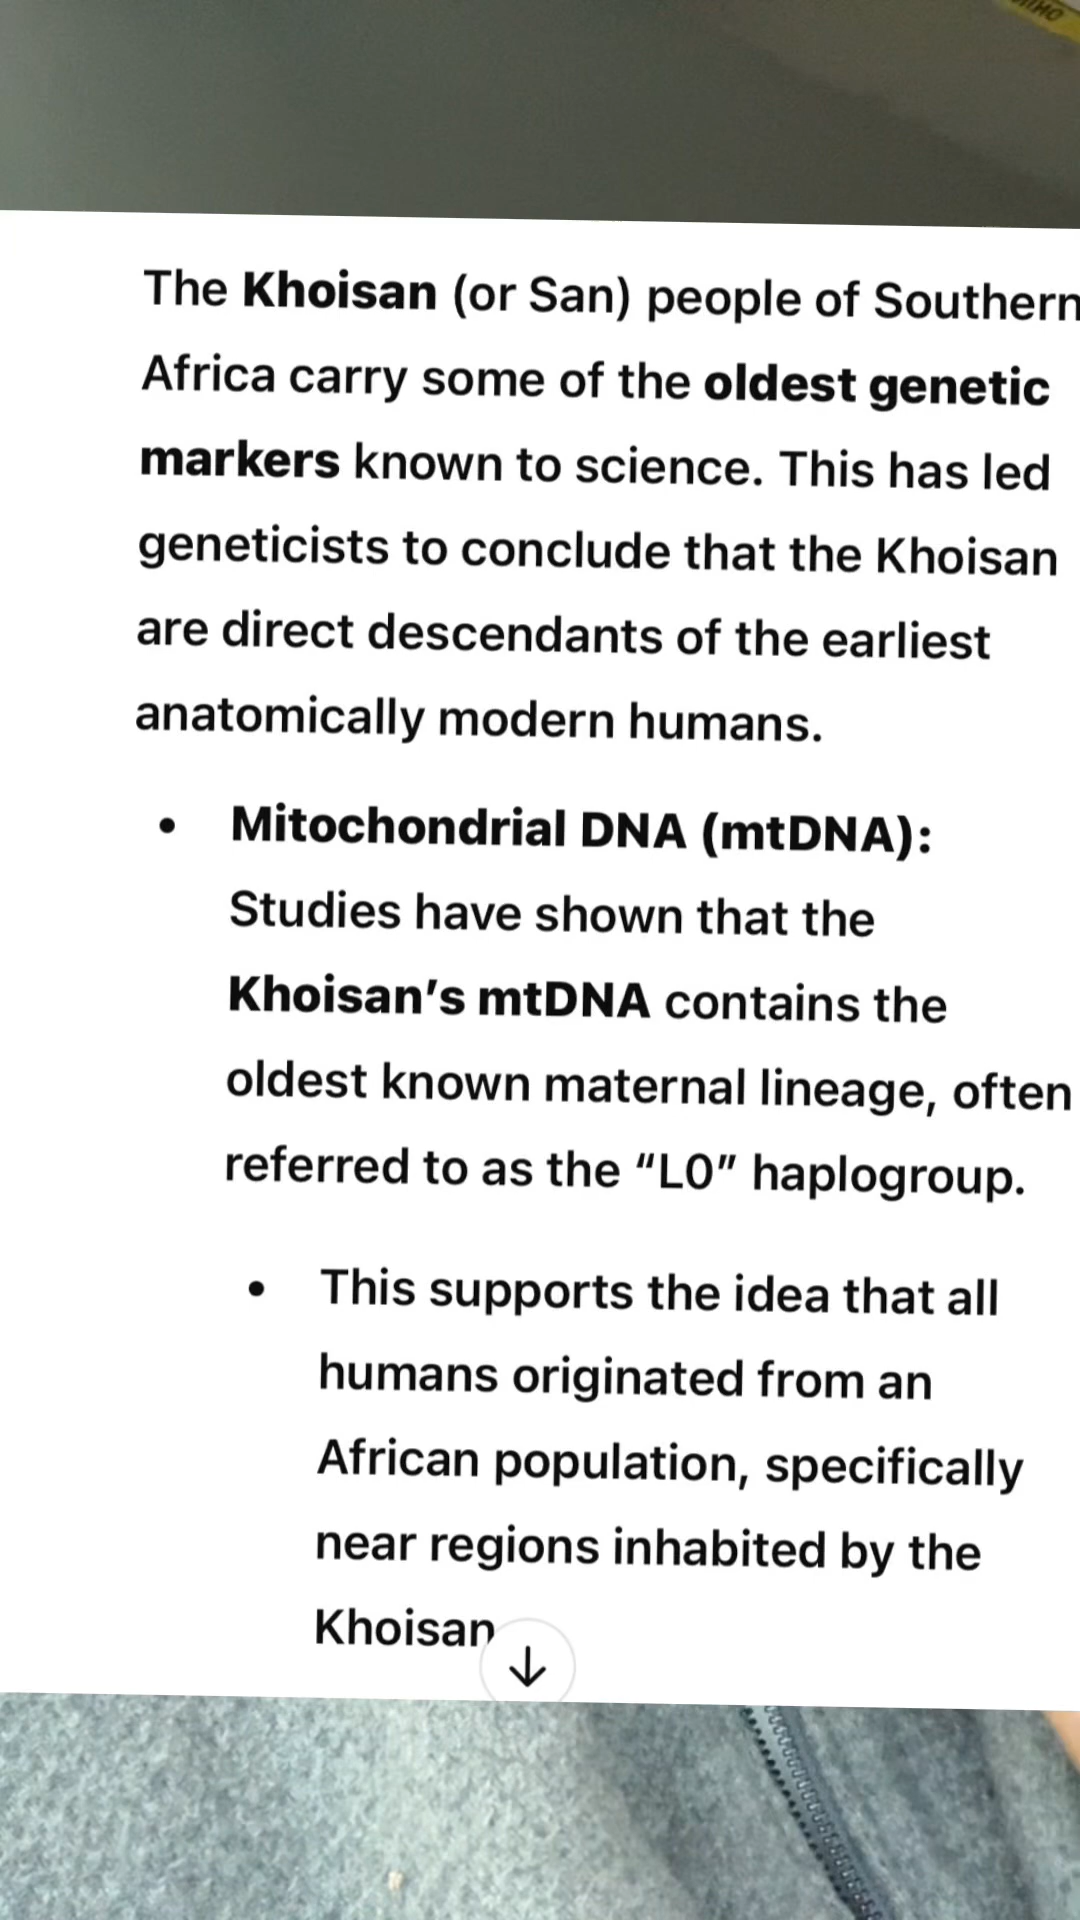 The Khoisan (or San) people of Southern
Africa carry some of the oldest genetic
markers known to science. This has led
geneticists to conclude that the Khoisan
are direct descendants of the earliest
anatomically modern humans.
• Mitochondrial DNA (mtDNA):
Studies have shown that the
Khoisan’s mtDNA contains the
oldest known maternal lineage, often
referred to as the “L0” haplogroup.
• This supports the idea that all
humans originated from an
African population, specifically
near regions inhabited by the
Khoisan